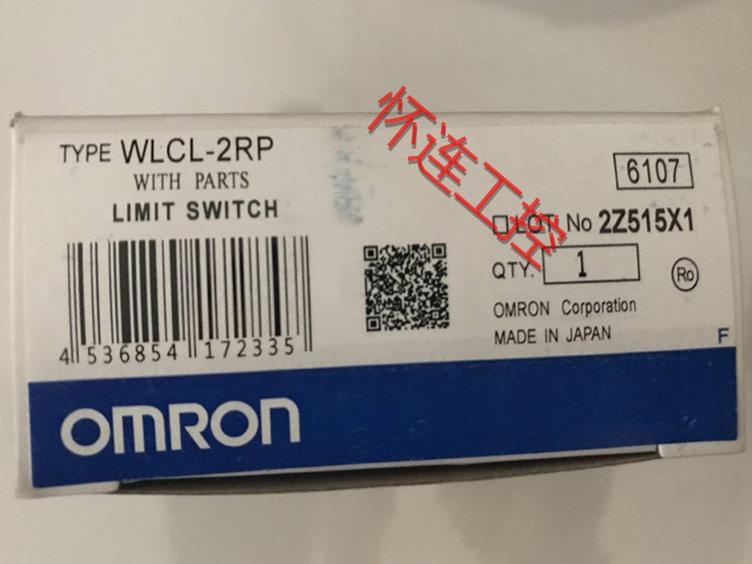 TYPE WLCL-2RP
WITH PARTS
LIMIT SWITCH
6107
LOT No 2Z515X1
QTY. 1
Ro
OMRON Corporation
MADE IN JAPAN
F
4 536854 172335
OMRON
怀连工控